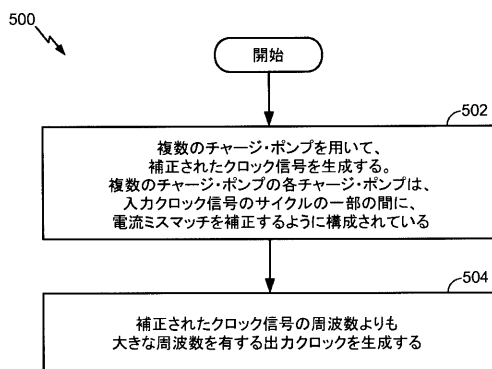 500
開始
502
複数のチャージ・ポンプを用いて、
補正されたクロック信号を生成する。
複数のチャージ・ポンプの各チャージ・ポンプは、
入力クロック信号のサイクルの一部の間に、
電流ミスマッチを補正するように構成されている
504
補正されたクロック信号の周波数よりも
大きな周波数を有する出力クロックを生成する